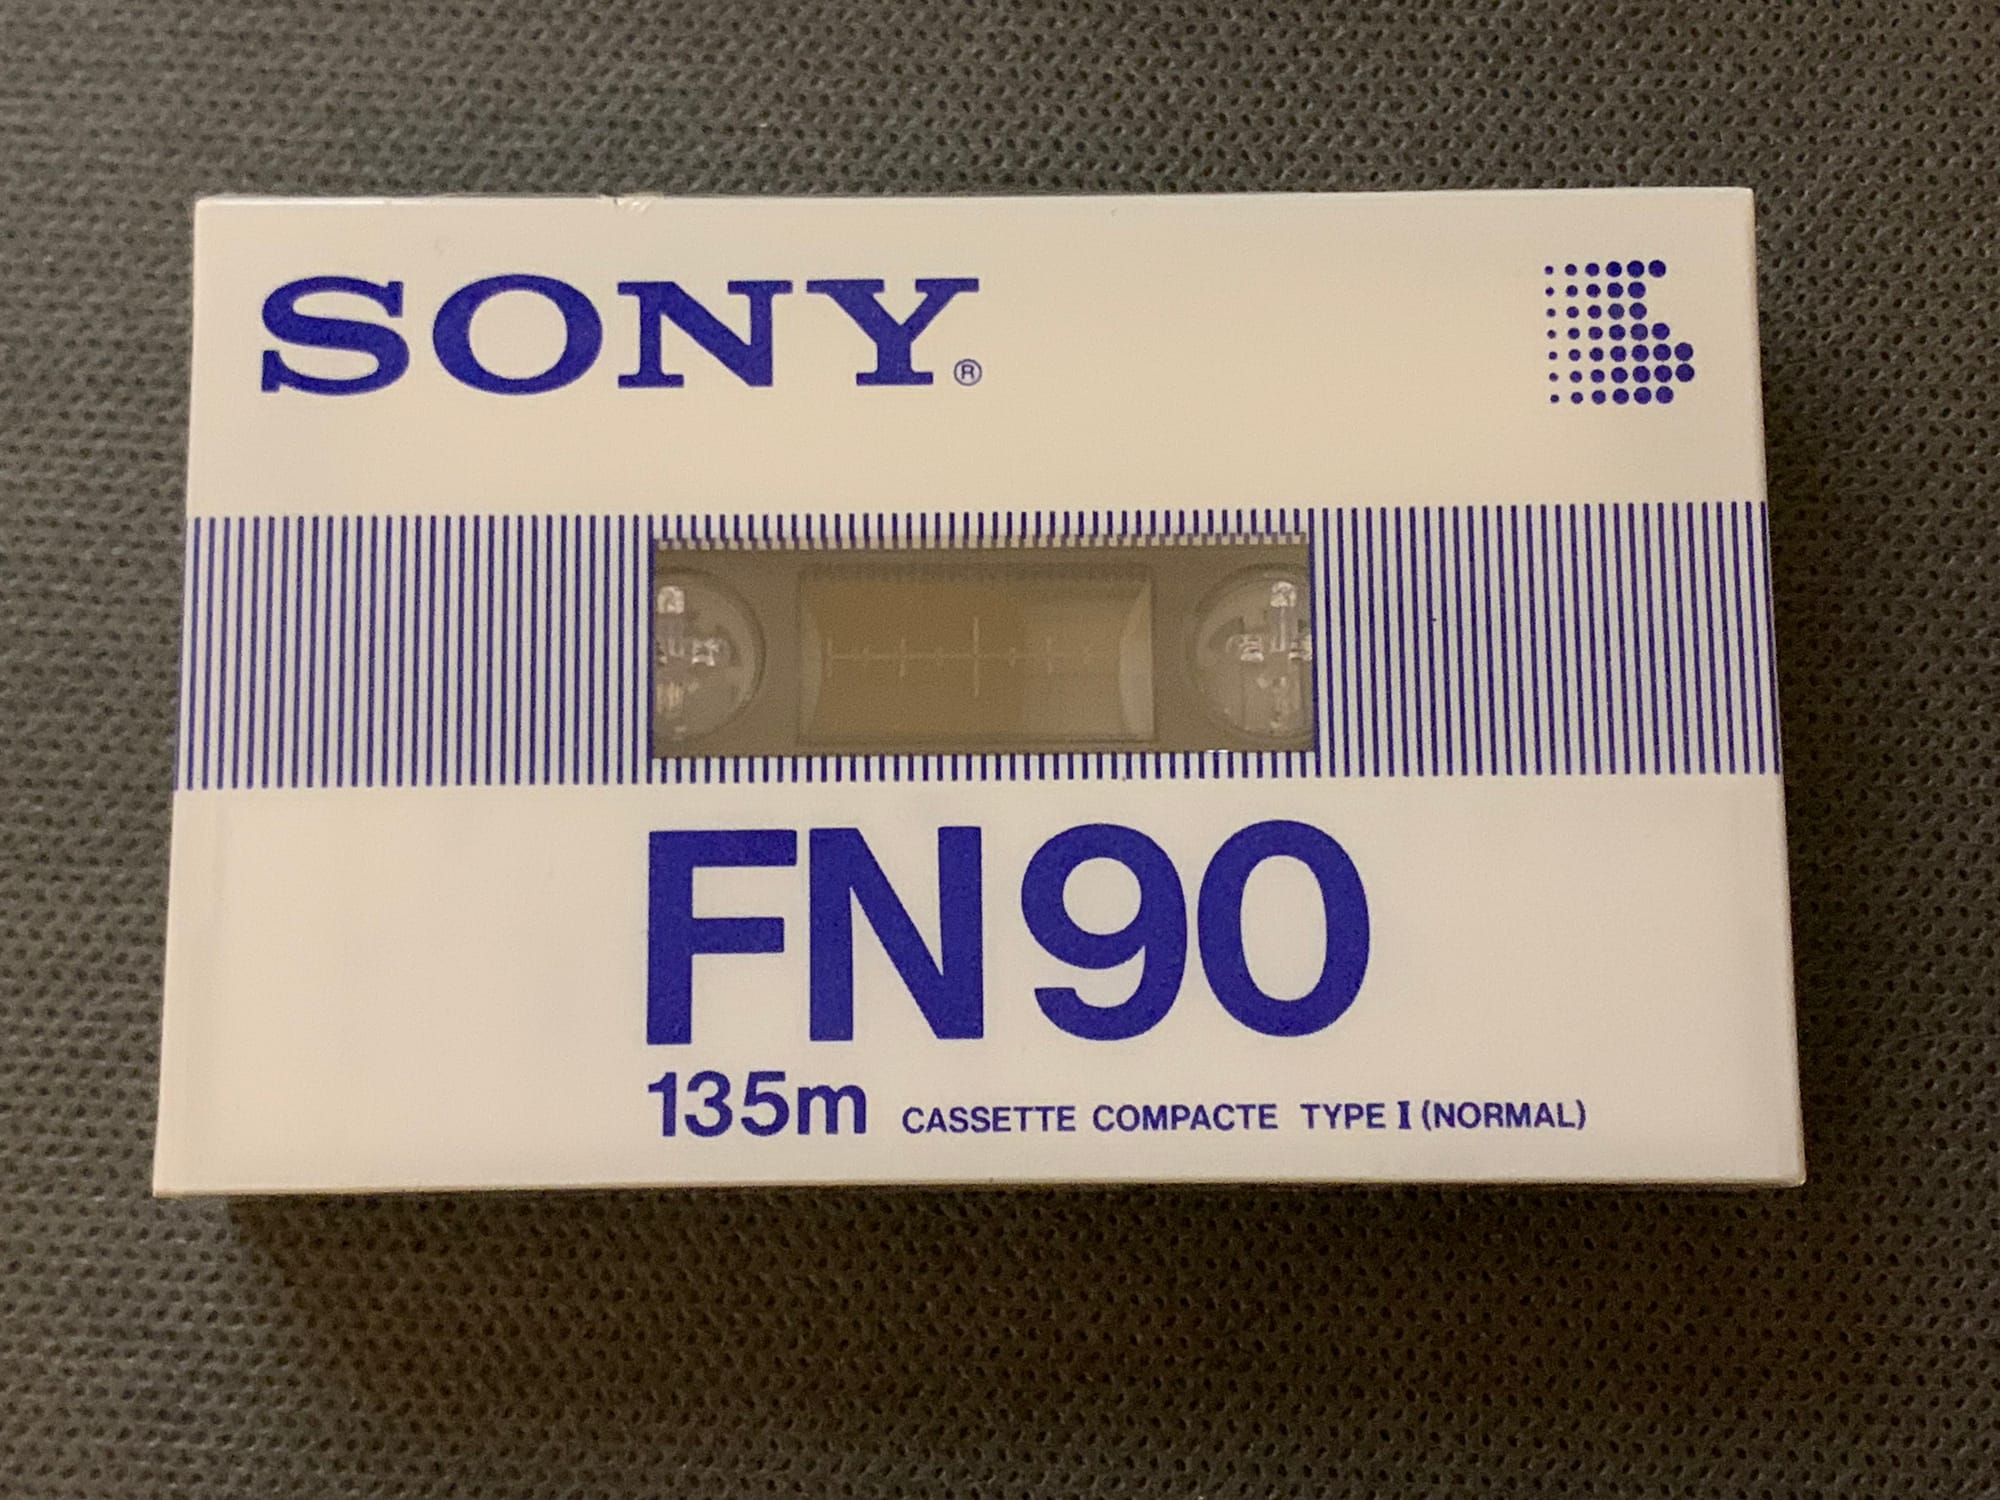 SONY®
FN90
135m CASSETTE COMPACTE TYPE I (NORMAL)